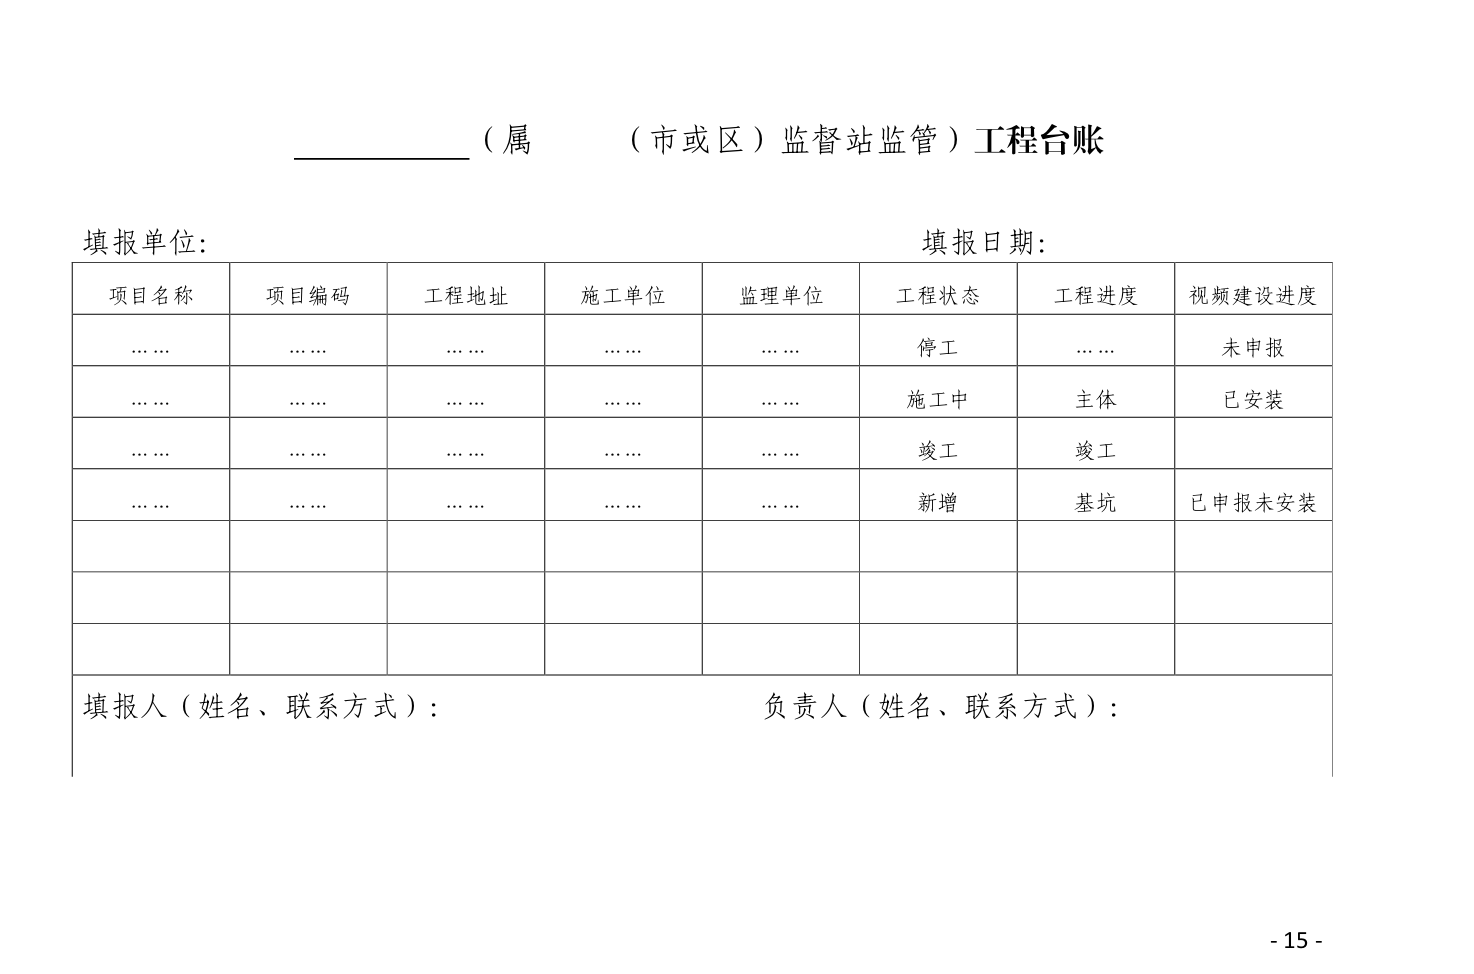 （属　　　（市或区）监督站监管）工程台账
填报单位:　填报日期:
项目名称 项目编码 工程地址 施工单位 监理单位 工程状态 工程进度 视频建设进度
…… …… …… …… …… 停工 …… 未申报
…… …… …… …… …… 施工中 主体 已安装
…… …… …… …… …… 竣工 竣工
…… …… …… …… …… 新增 基坑 已申报未安装
填报人（姓名、联系方式）:　负责人（姓名、联系方式）:
- 15 -